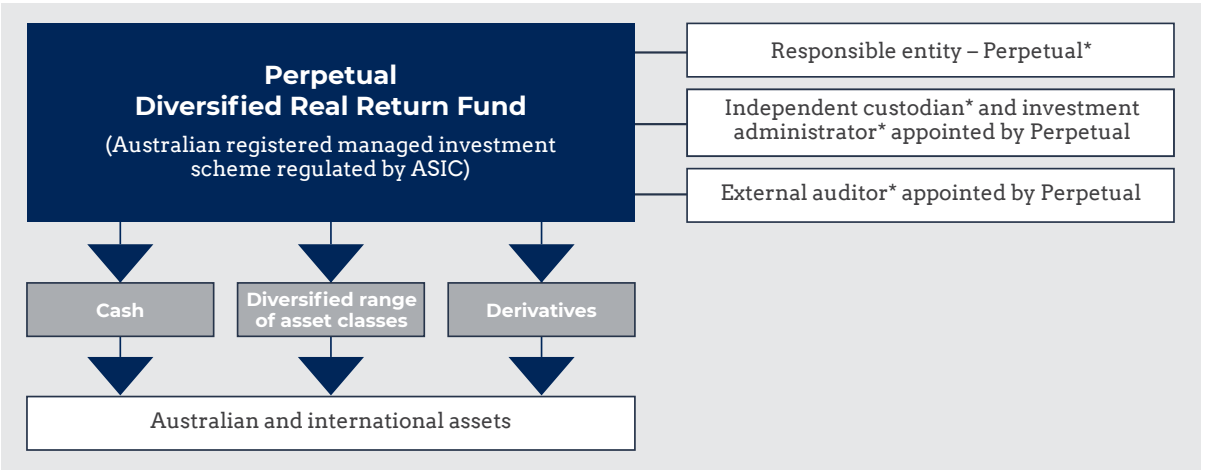 Perpetual
Diversified Real Return Fund
(Australian registered managed investment
scheme regulated by ASIC)
Responsible entity – Perpetual*
Independent custodian* and investment
administrator* appointed by Perpetual
External auditor* appointed by Perpetual
Cash
Diversified range
of asset classes
Derivatives
Australian and international assets